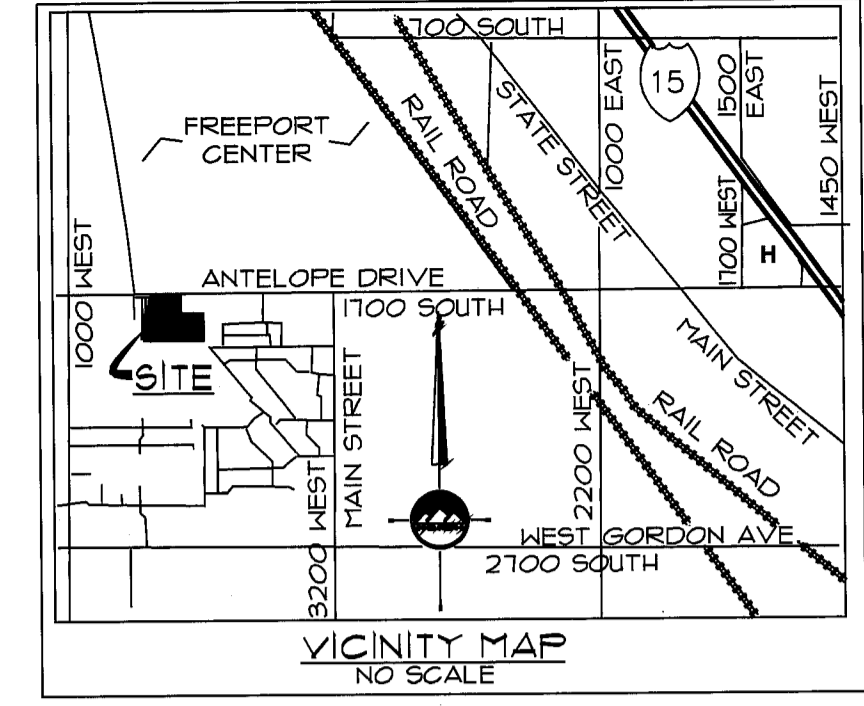 700 SOUTH
15
1000 EAST
1500
EAST
1450 WEST
FREEPORT
CENTER
RAIL ROAD
STATE STREET
1700 WEST
H
1000 WEST
ANTELOPE DRIVE
1700 SOUTH
SITE
MAIN STREET
MAIN STREET
RAIL ROAD
2200 WEST
3200 WEST
WEST GORDON AVE.
2700 SOUTH
VICINITY MAP
NO SCALE